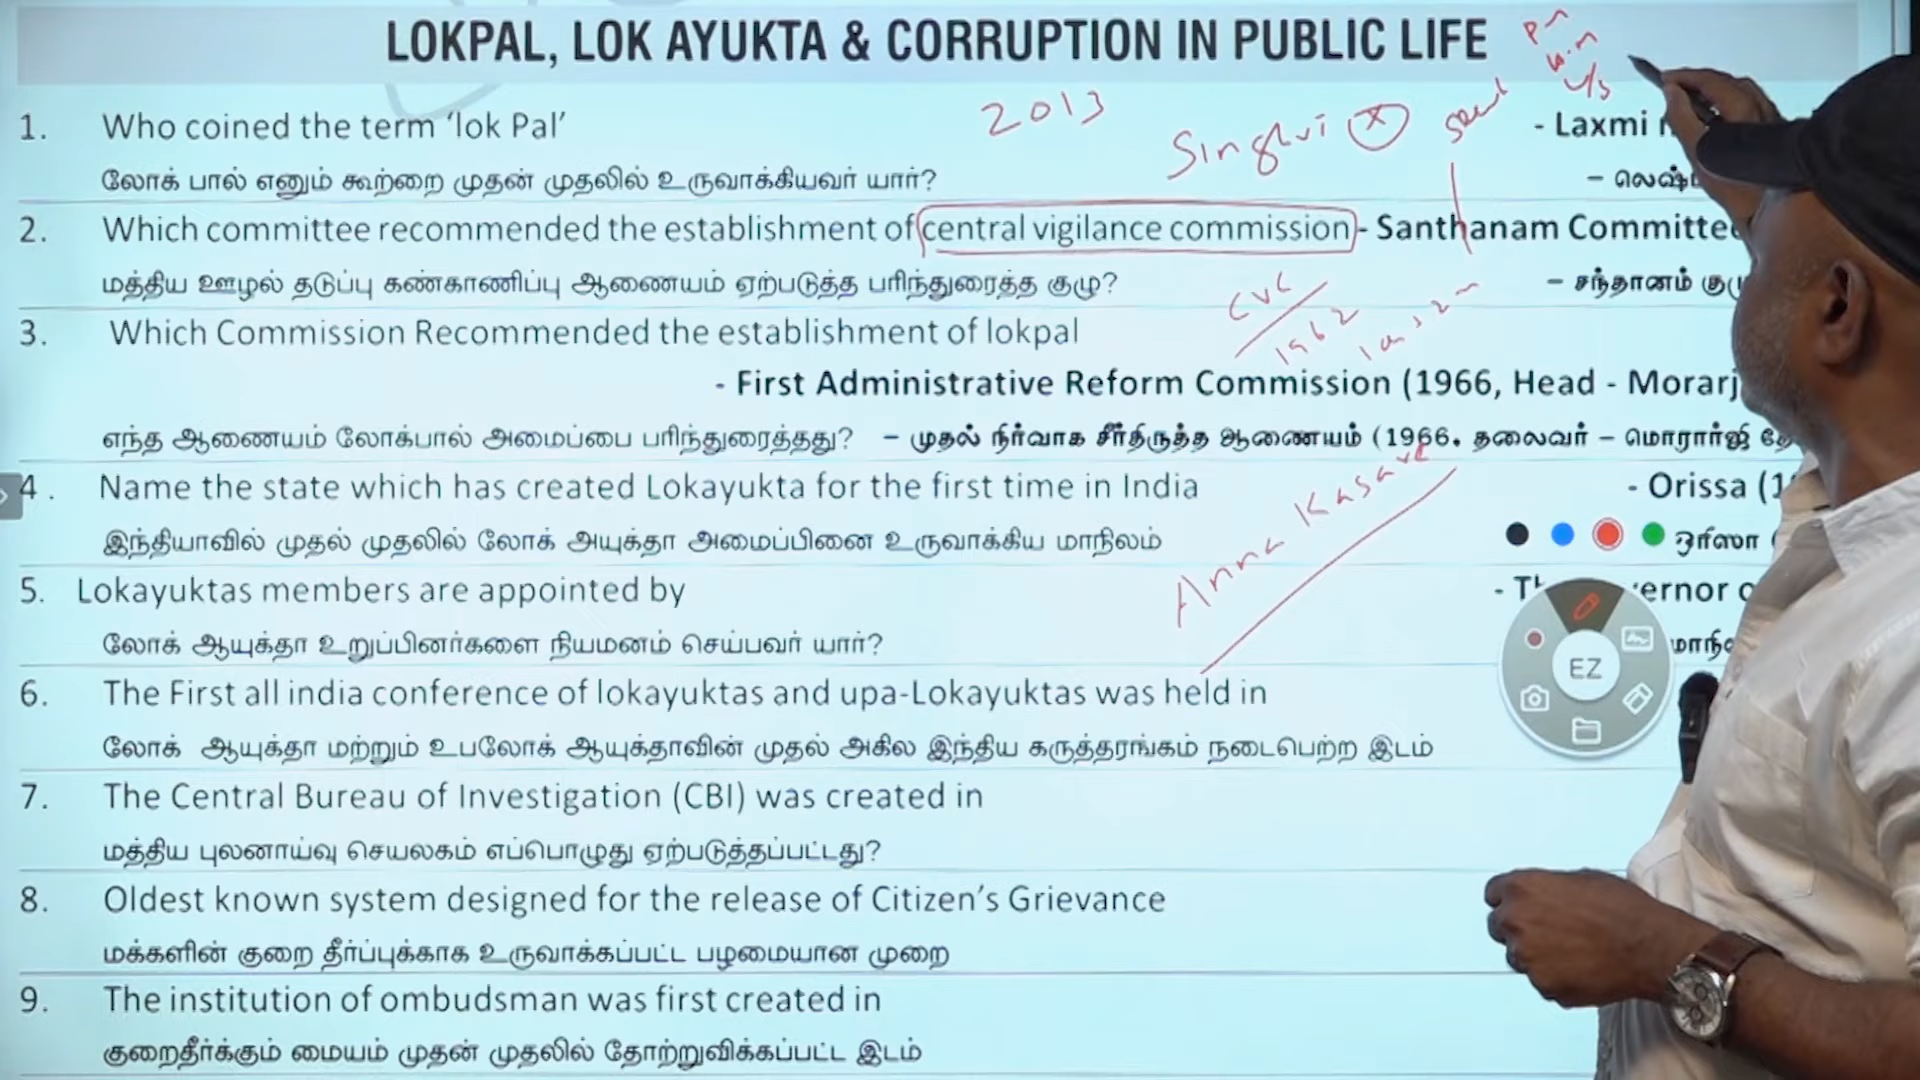 LOKPAL, LOK AYUKTA & CORRUPTION IN PUBLIC LIFE
2013
Singhvi
1. Who coined the term ‘lok Pal’ - Laxmi
லோக் பால் எனும் கூற்றை முதன் முதலில் உருவாக்கியவர் யார்?
2. Which committee recommended the establishment of central vigilance commission - Santhanam Committee
மத்திய ஊழல் தடுப்பு கண்காணிப்பு ஆணையம் ஏற்படுத்த பரிந்துரைத்த குழு? – சந்தானம்
CVC
1962
3. Which Commission Recommended the establishment of lokpal
- First Administrative Reform Commission (1966, Head - Morarj
எந்த ஆணையம் லோக்பால் அமைப்பை பரிந்துரைத்தது? – முதல் நிர்வாக சீர்திருத்த ஆணையம் (1966, தலைவர் – மொரார்ஜி
4. Name the state which has created Lokayukta for the first time in India - Orissa
இந்தியாவில் முதல் முதலில் லோக் அயுக்தா அமைப்பினை உருவாக்கிய மாநிலம் ஒரிஸா
Anna Kasave
5. Lokayuktas members are appointed by
லோக் ஆயுக்தா உறுப்பினர்களை நியமனம் செய்பவர் யார்?
EZ
6. The First all india conference of lokayuktas and upa-Lokayuktas was held in
லோக் ஆயுக்தா மற்றும் உபலோக் ஆயுக்தாவின் முதல் அகில இந்திய கருத்தரங்கம் நடைபெற்ற இடம்
7. The Central Bureau of Investigation (CBI) was created in
மத்திய புலனாய்வு செயலகம் எப்பொழுது ஏற்படுத்தப்பட்டது?
8. Oldest known system designed for the release of Citizen’s Grievance
மக்களின் குறை தீர்ப்புக்காக உருவாக்கப்பட்ட பழமையான முறை
9. The institution of ombudsman was first created in
குறைதீர்க்கும் மையம் முதன் முதலில் தோற்றுவிக்கப்பட்ட இடம்